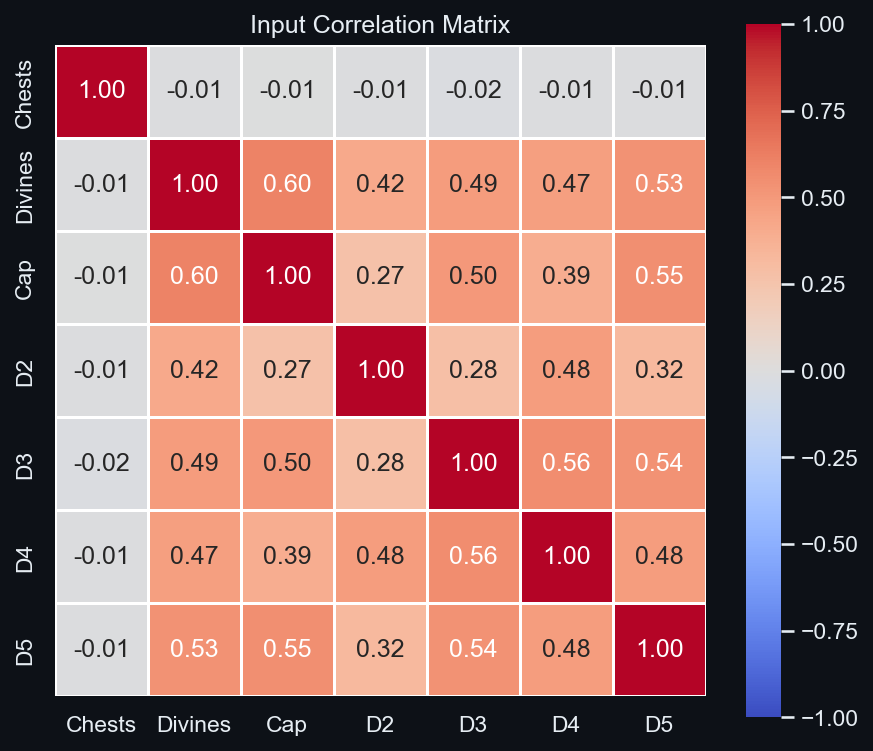 Input Correlation Matrix
Chests 1.00 -0.01 -0.01 -0.01 -0.02 -0.01 -0.01
Divines -0.01 1.00 0.60 0.42 0.49 0.47 0.53
Cap -0.01 0.60 1.00 0.27 0.50 0.39 0.55
D2 -0.01 0.42 0.27 1.00 0.28 0.48 0.32
D3 -0.02 0.49 0.50 0.28 1.00 0.56 0.54
D4 -0.01 0.47 0.39 0.48 0.56 1.00 0.48
D5 -0.01 0.53 0.55 0.32 0.54 0.48 1.00
Chests Divines Cap D2 D3 D4 D5
1.00
0.75
0.50
0.25
0.00
−0.25
−0.50
−0.75
−1.00